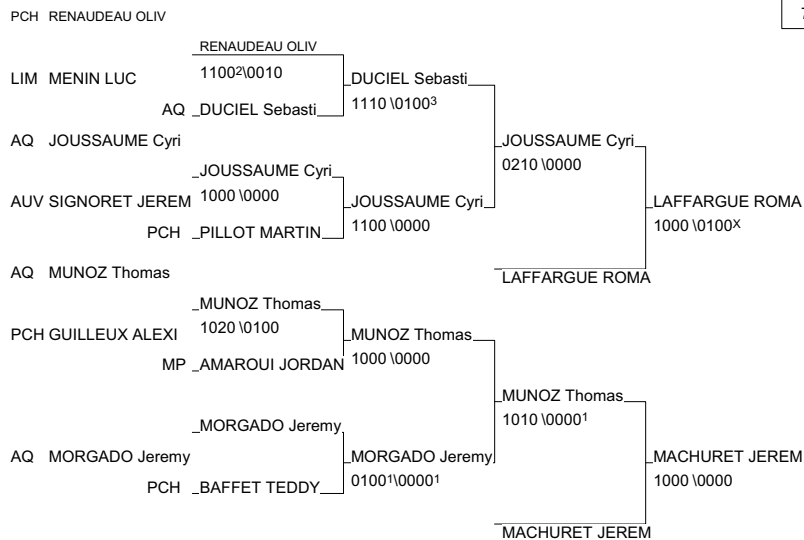 PCH RENAUDEAU OLIV
RENAUDEAU OLIV
LIM MENIN LUC
1100²\0010
DUCIEL Sebasti
1110 \0100³
AQ DUCIEL Sebasti
AQ JOUSSAUME Cyri
JOUSSAUME Cyri
0210 \0000
JOUSSAUME Cyri
1000 \0000
AUV SIGNORET JEREM
JOUSSAUME Cyri
1100 \0000
LAFFARGUE ROMA
1000 \0100ˣ
PCH PILLOT MARTIN
AQ MUNOZ Thomas
LAFFARGUE ROMA
MUNOZ Thomas
1020 \0100
PCH GUILLEUX ALEXI
MUNOZ Thomas
1000 \0000
MP AMAROUI JORDAN
MUNOZ Thomas
1010 \0000¹
MORGADO Jeremy
AQ MORGADO Jeremy
MORGADO Jeremy
0100¹\0000¹
MACHURET JEREM
1000 \0000
PCH BAFFET TEDDY
MACHURET JEREM